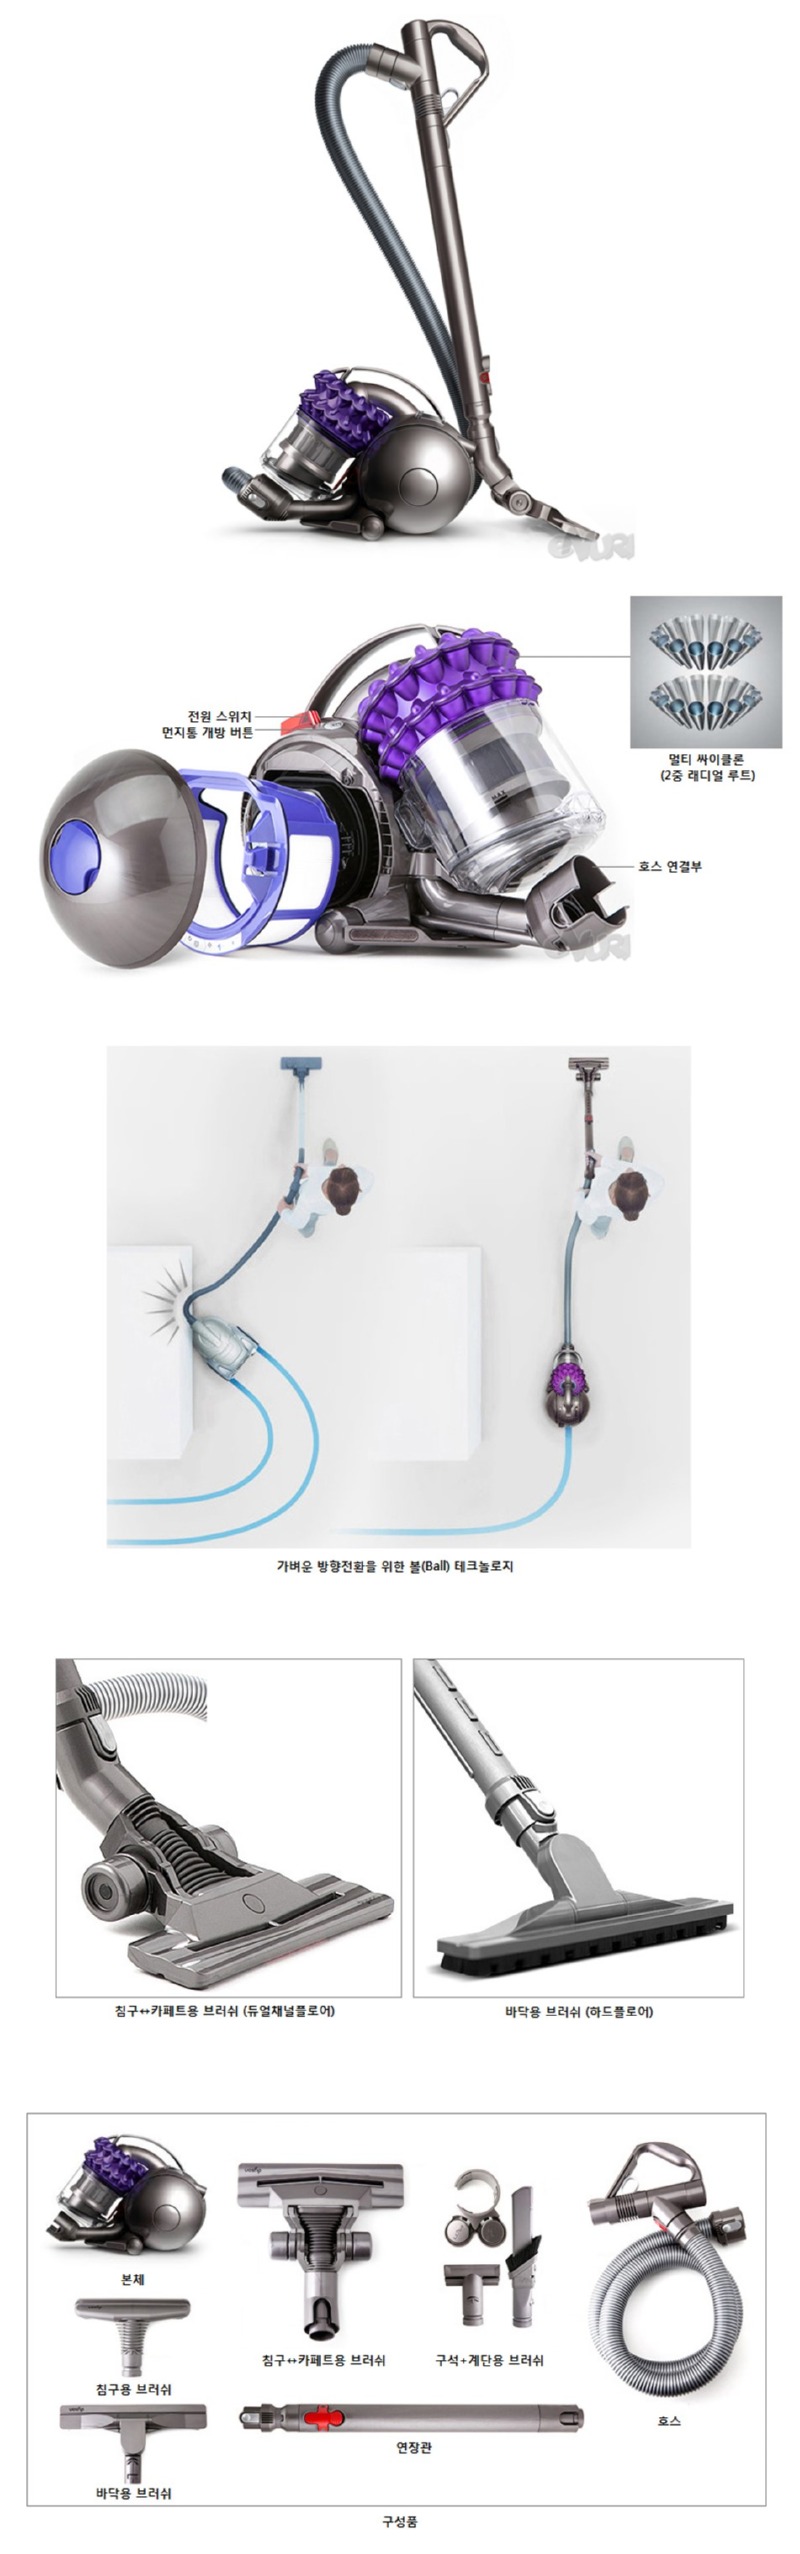 eNURI
전원 스위치
먼지통 개방 버튼
멀티 싸이클론
(2중 래디얼 루트)
MAX
호스 연결부
eNURI
가벼운 방향전환을 위한 볼(Ball) 테크놀로지
침구↔카페트용 브러쉬 (듀얼채널플로어)
바닥용 브러쉬 (하드플로어)
본체
침구용 브러쉬
바닥용 브러쉬
침구↔카페트용 브러쉬
구석+계단용 브러쉬
연장관
호스
구성품